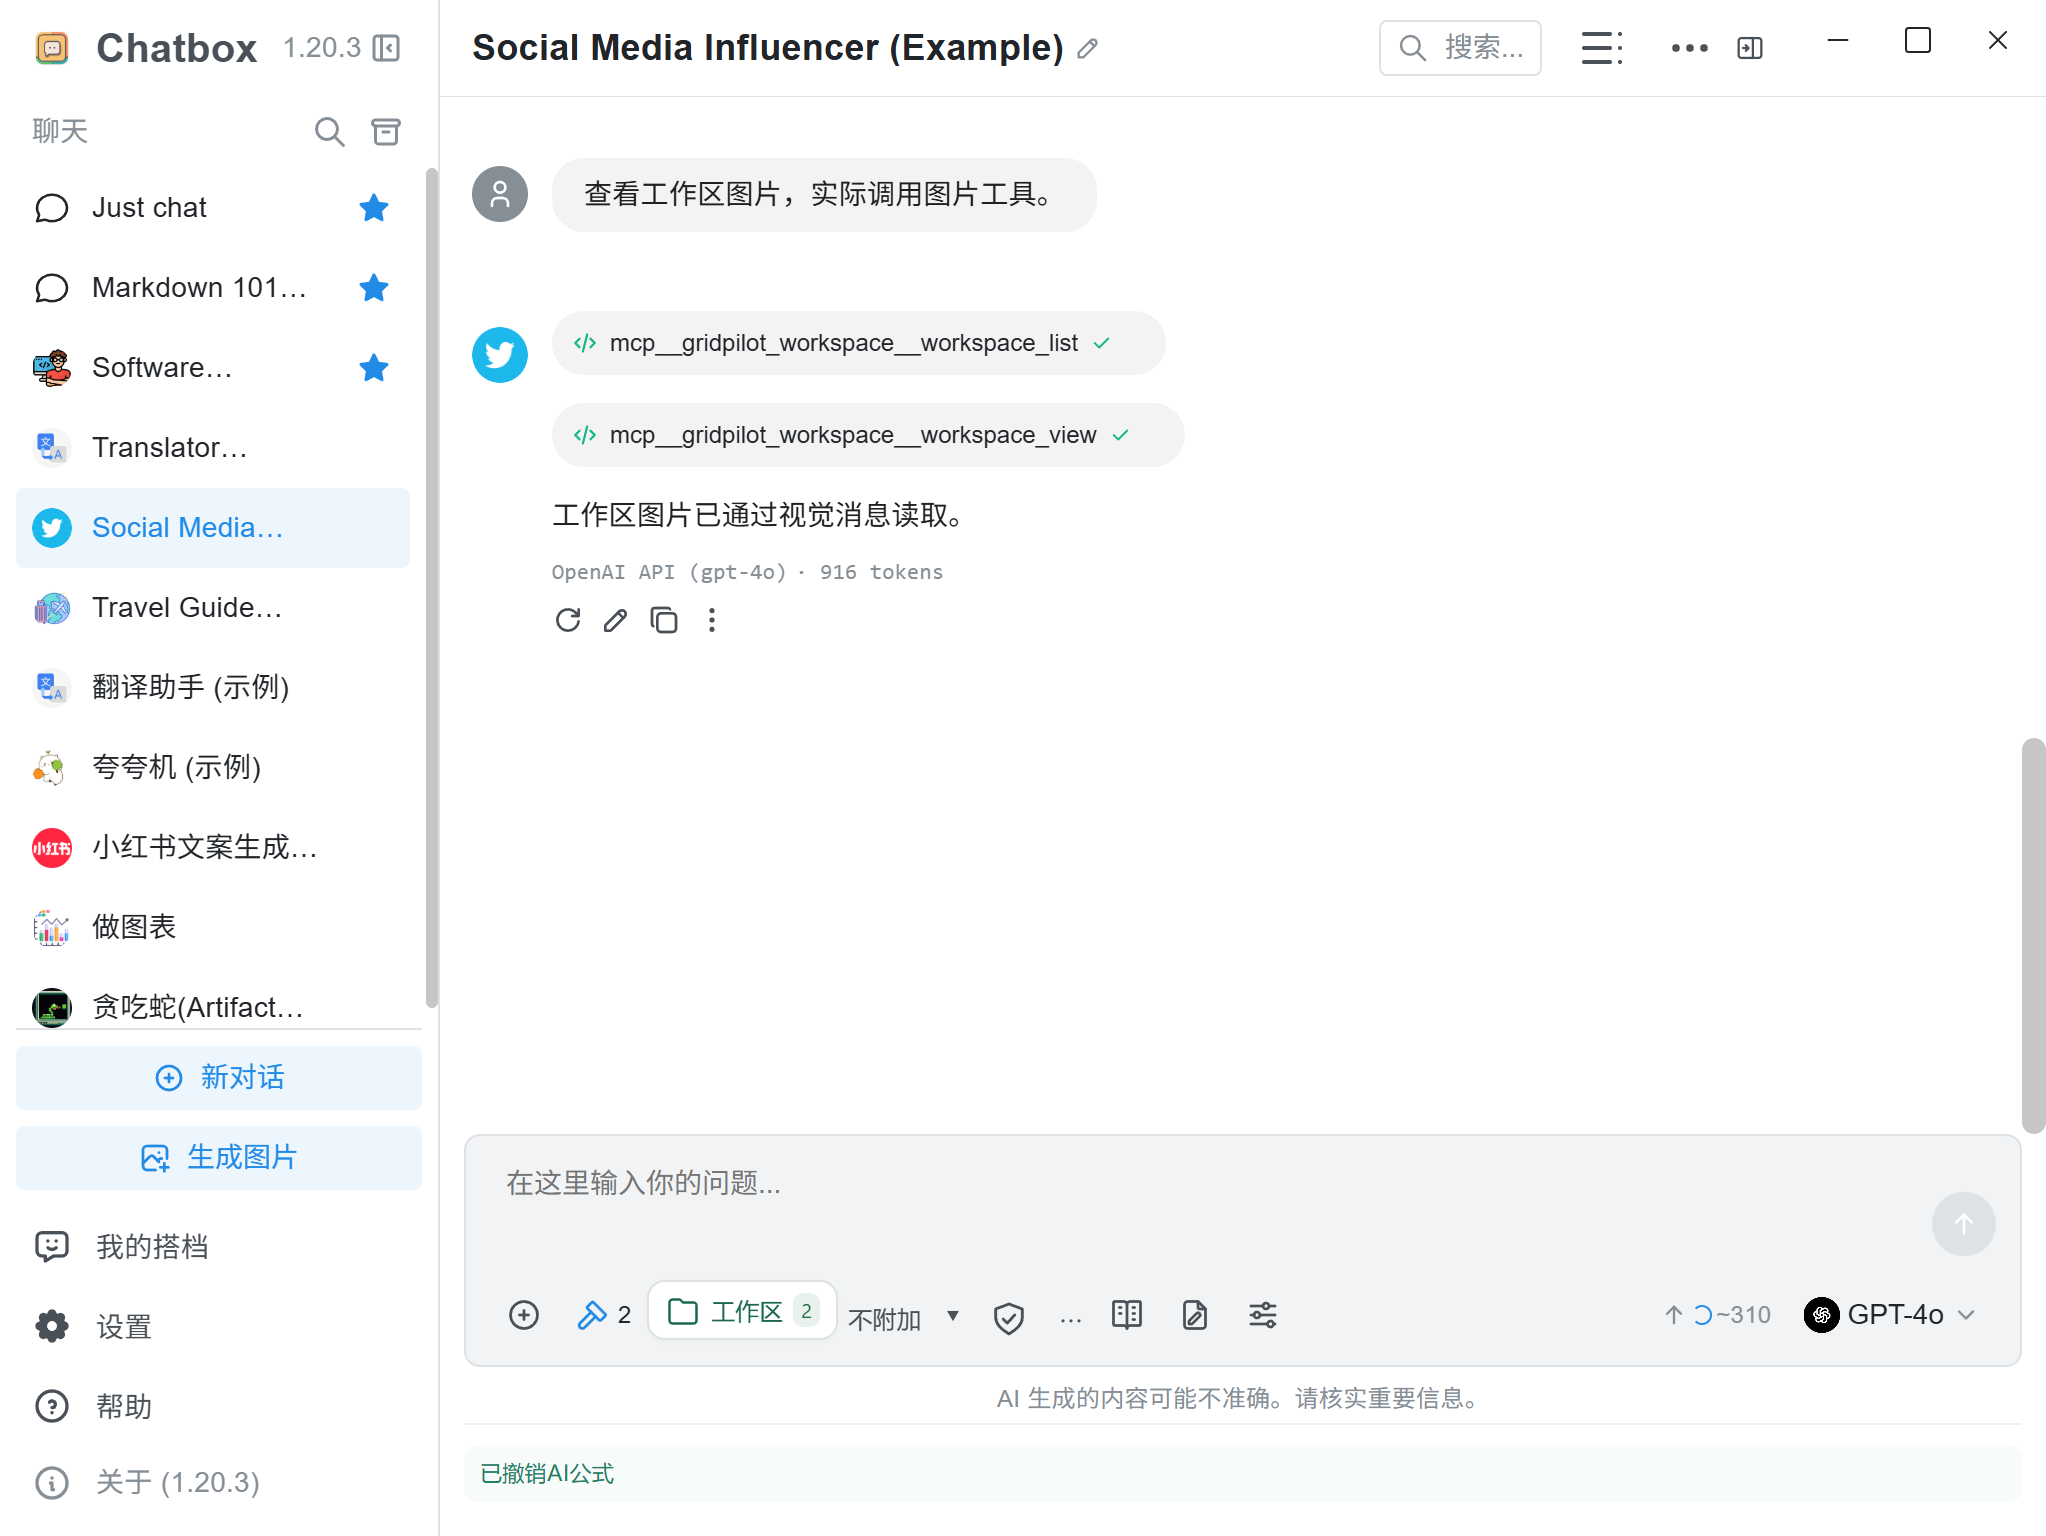 Chatbox 1.20.3
聊天
Just chat
Markdown 101...
Software...
Translator...
Social Media...
Travel Guide...
翻译助手 (示例)
夸夸机 (示例)
小红书
小红书文案生成...
做图表
贪吃蛇(Artifact...
新对话
生成图片
我的搭档
设置
帮助
关于 (1.20.3)
Social Media Influencer (Example)
搜索...
查看工作区图片，实际调用图片工具。
mcp__gridpilot_workspace__workspace_list
mcp__gridpilot_workspace__workspace_view
工作区图片已通过视觉消息读取。
OpenAI API (gpt-4o) · 916 tokens
在这里输入你的问题...
2 工作区 2 不附加 ... ~310 GPT-4o
AI 生成的内容可能不准确。请核实重要信息。
已撤销AI公式